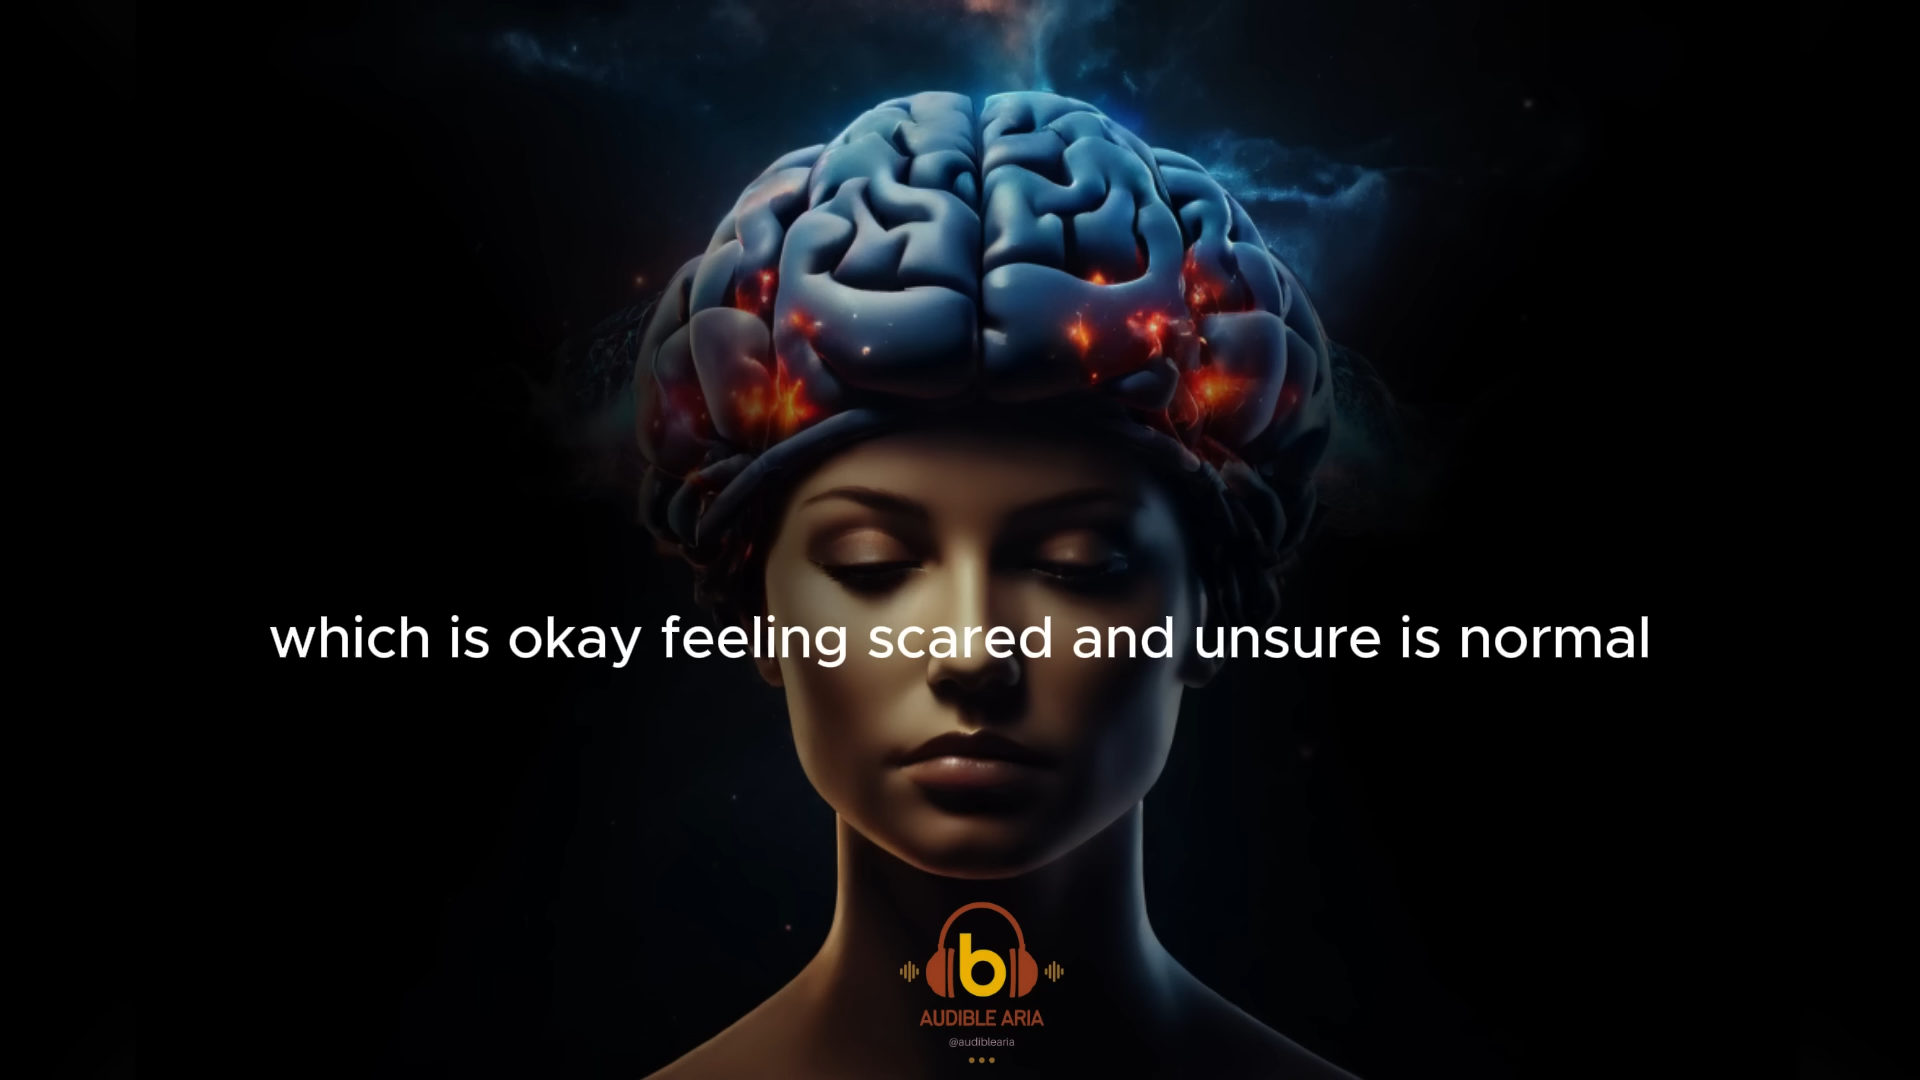 which is okay feeling scared and unsure is normal
b
AUDIBLE ARIA
@audiblearia